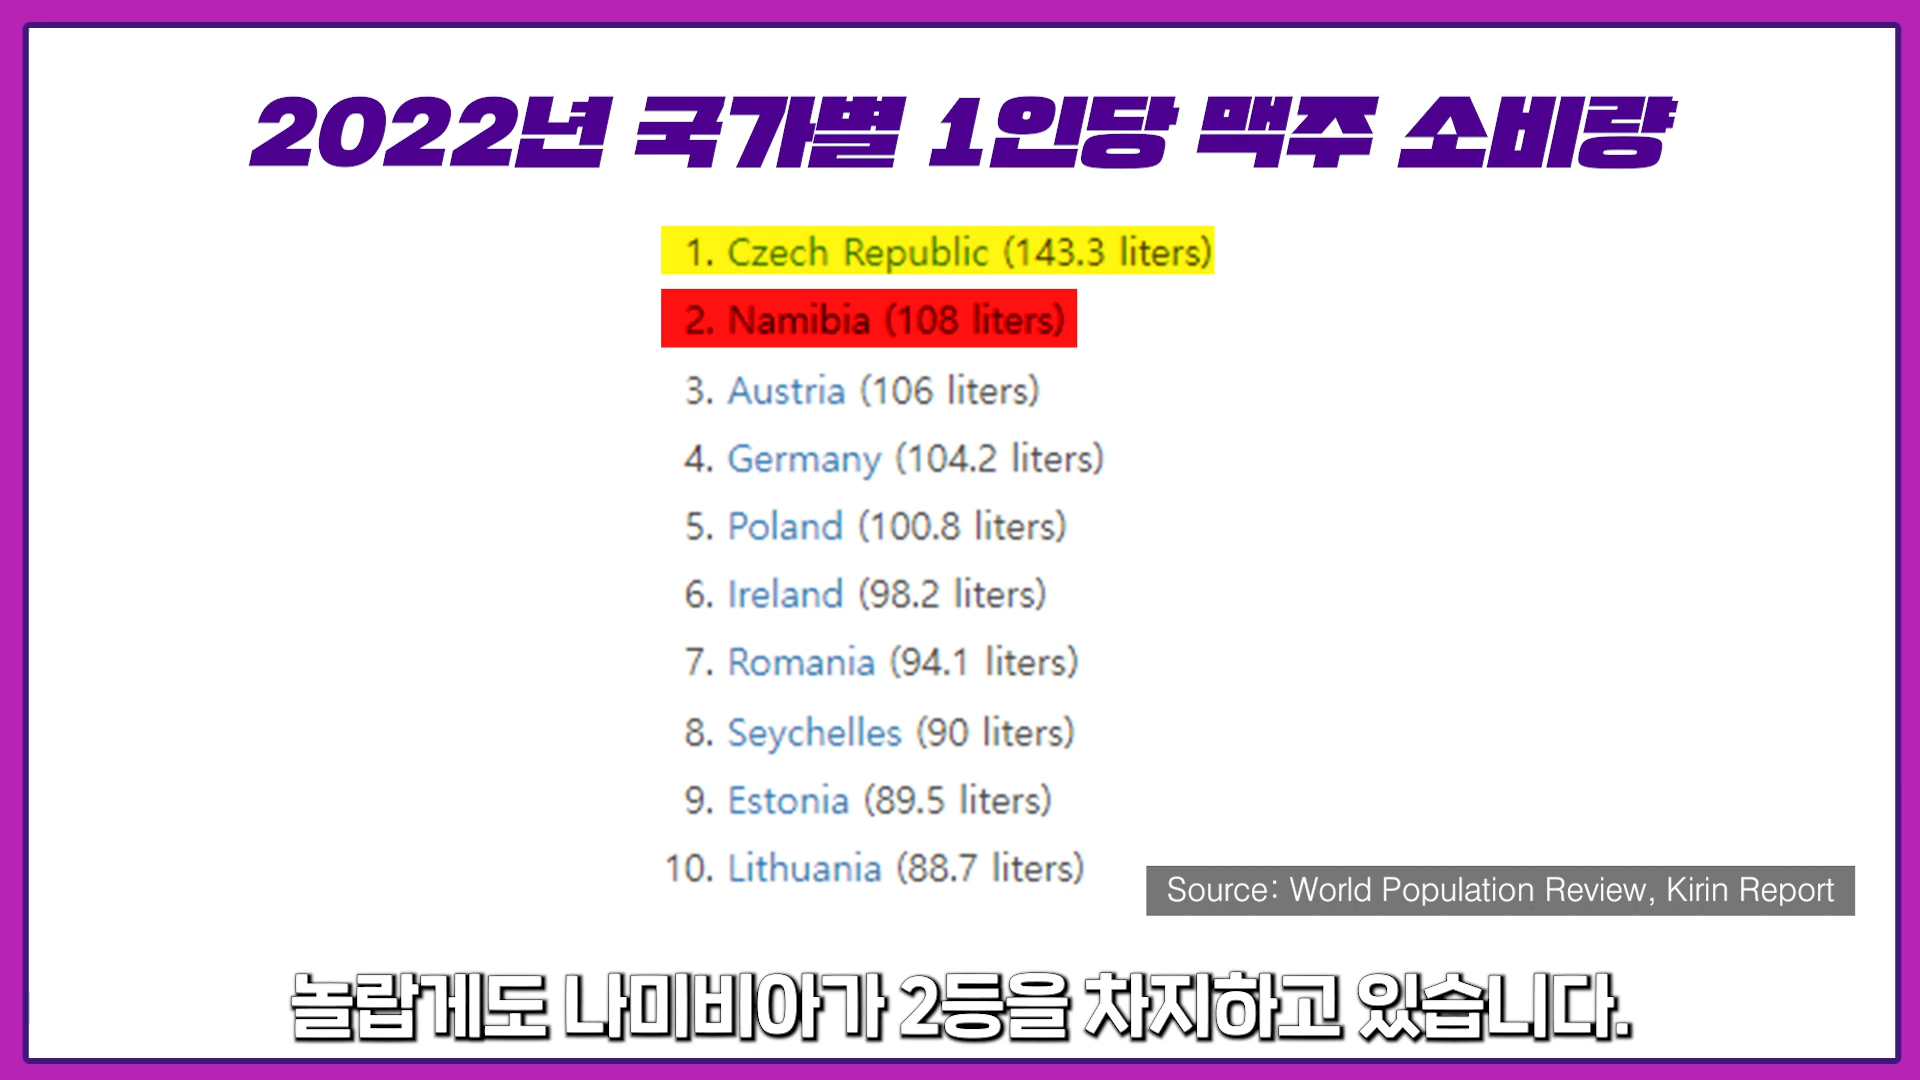 2022년 국가별 1인당 맥주 소비량
1. Czech Republic (143.3 liters)
2. Namibia (108 liters)
3. Austria (106 liters)
4. Germany (104.2 liters)
5. Poland (100.8 liters)
6. Ireland (98.2 liters)
7. Romania (94.1 liters)
8. Seychelles (90 liters)
9. Estonia (89.5 liters)
10. Lithuania (88.7 liters)
Source: World Population Review, Kirin Report
놀랍게도 나미비아가 2등을 차지하고 있습니다.